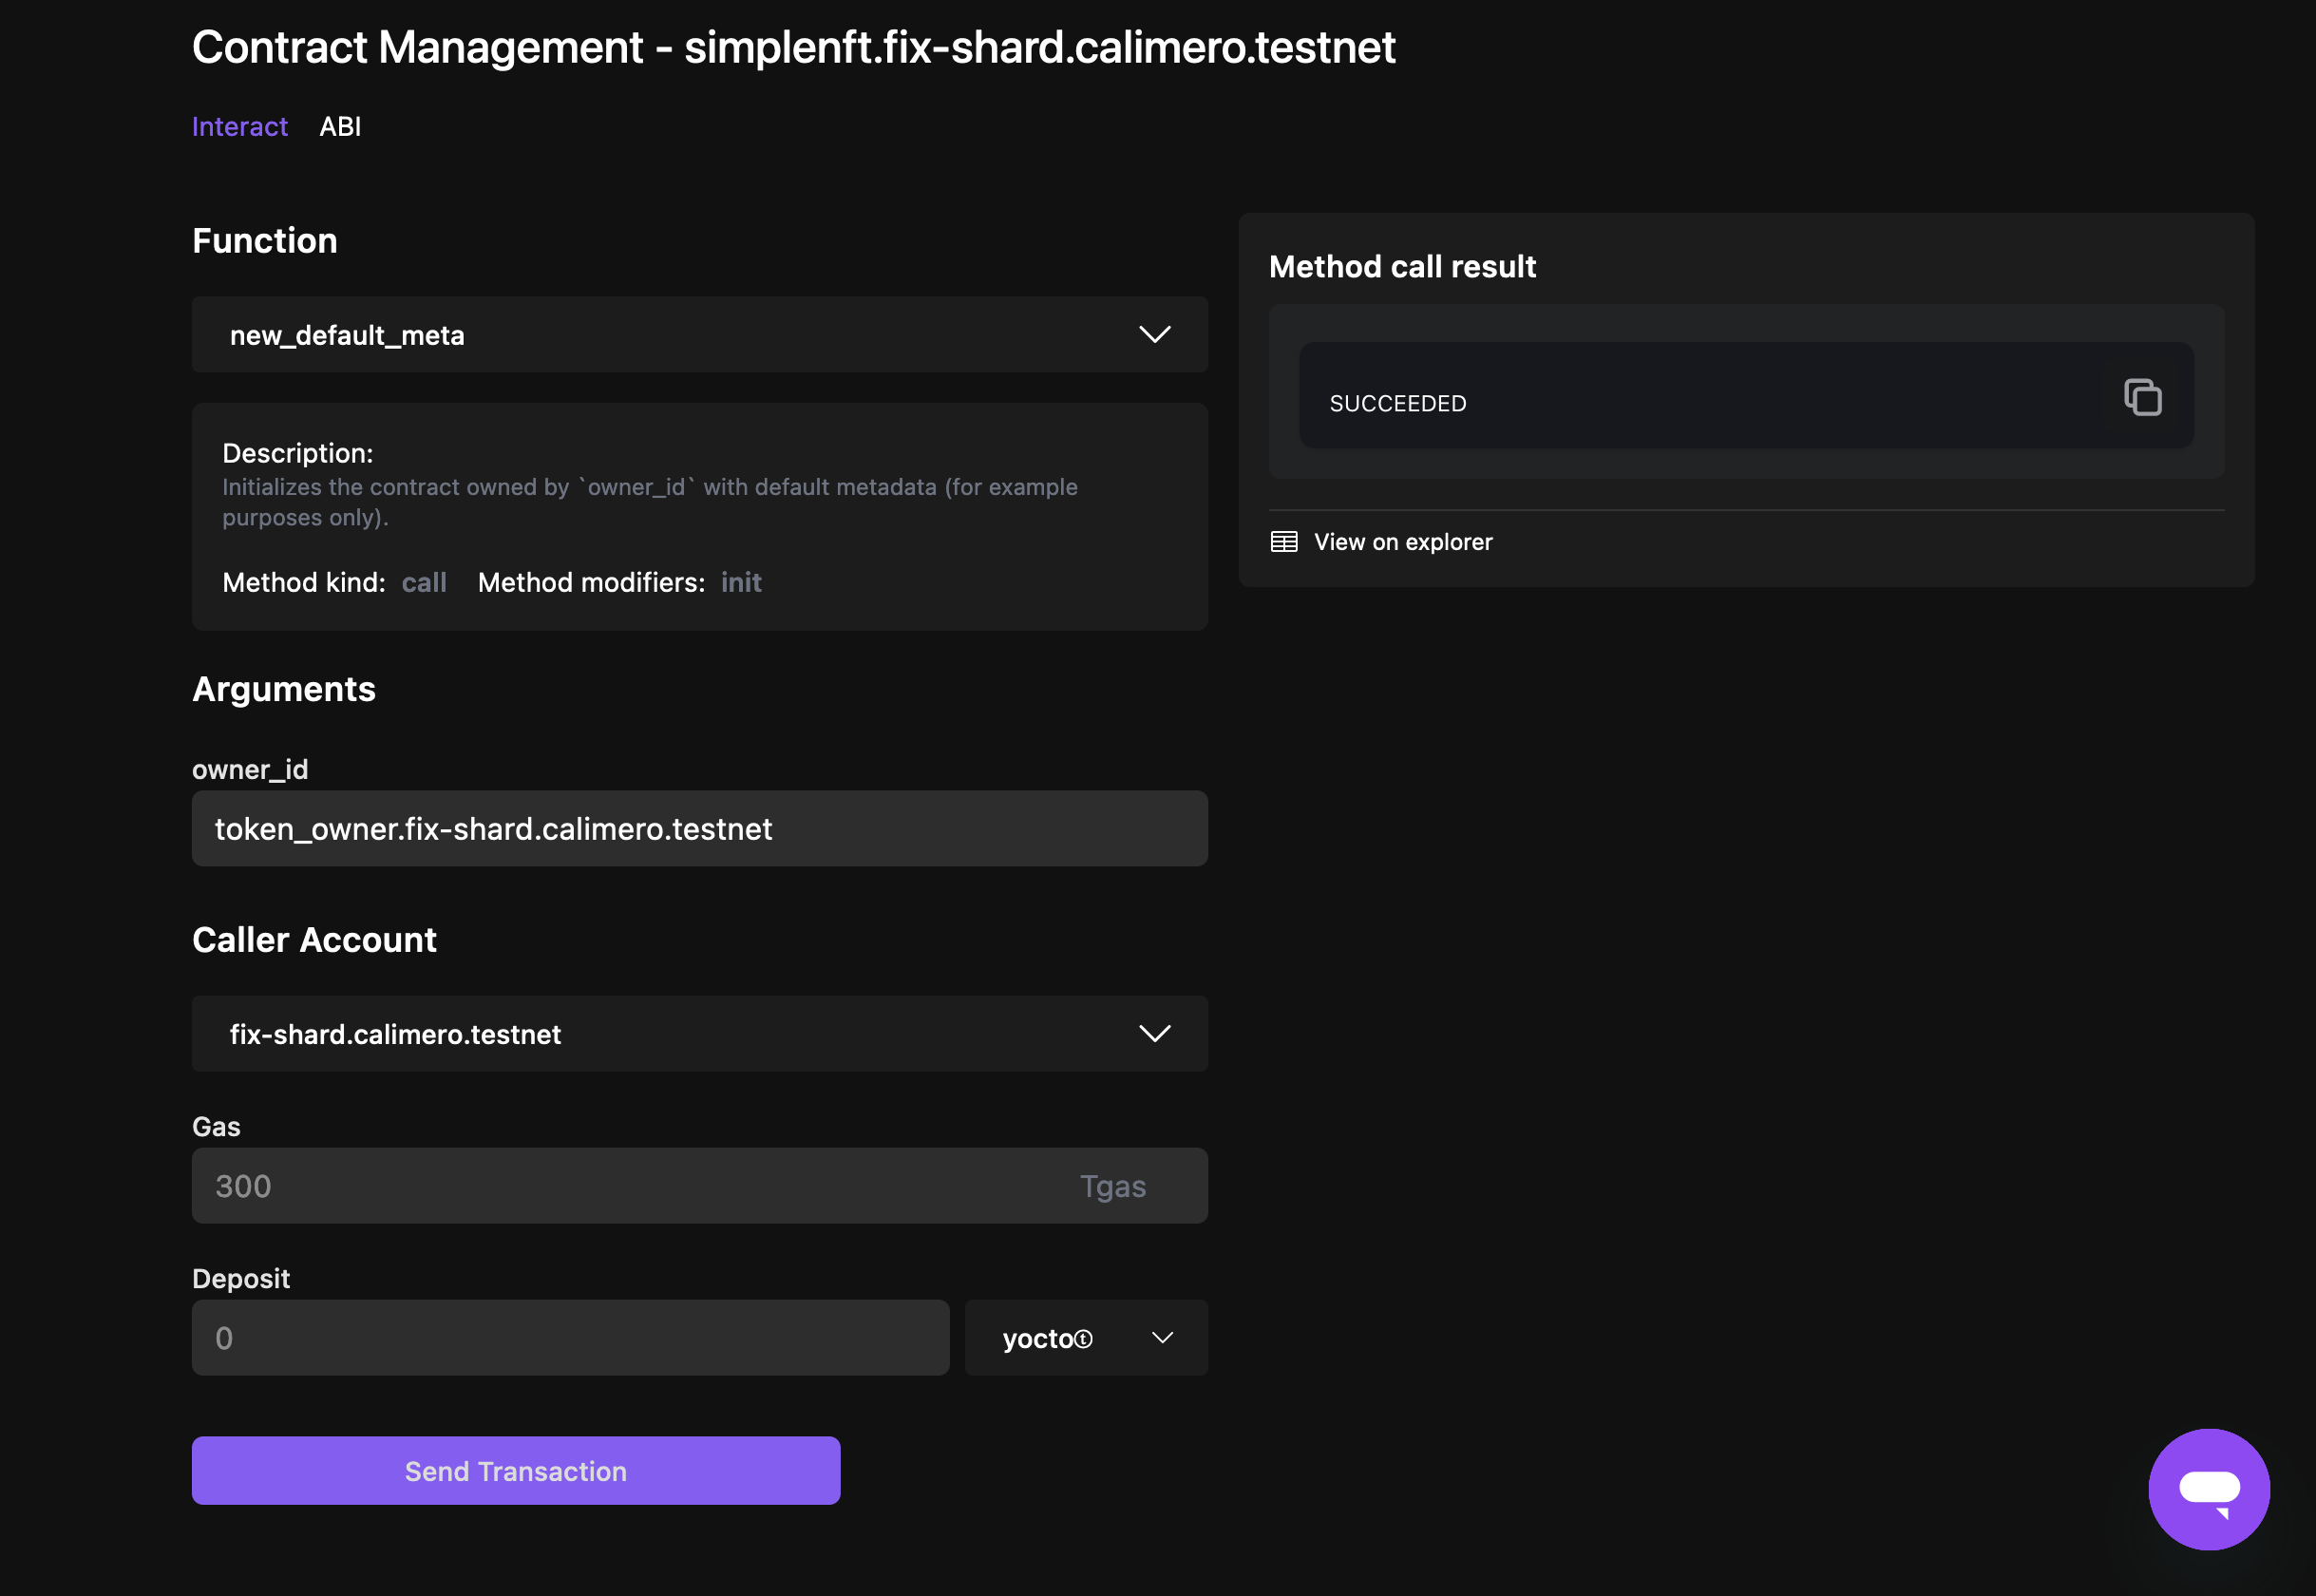 Contract Management - simplenft.fix-shard.calimero.testnet
Interact ABI
Function
new_default_meta
Description:
Initializes the contract owned by `owner_id` with default metadata (for example
purposes only).
Method kind: call Method modifiers: init
Arguments
owner_id
token_owner.fix-shard.calimero.testnet
Caller Account
fix-shard.calimero.testnet
Gas
300 Tgas
Deposit
0 yoctoⓣ
Send Transaction
Method call result
SUCCEEDED
View on explorer